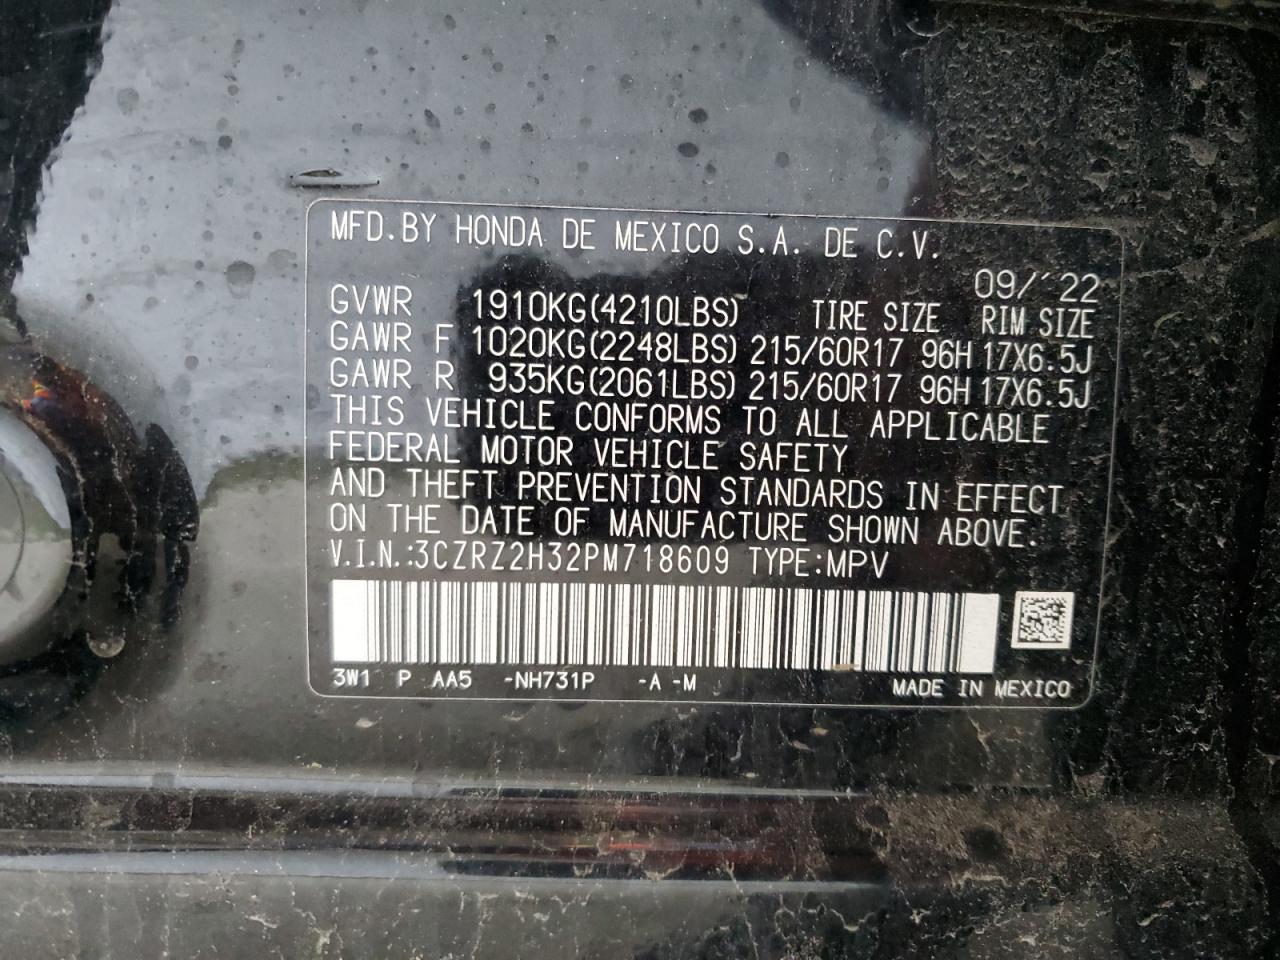 MFD.BY HONDA DE MEXICO S.A. DE C.V.
09/'22
GVWR 1910KG(4210LBS) TIRE SIZE RIM SIZE
GAWR F 1020KG(2248LBS) 215/60R17 96H 17X6.5J
GAWR R 935KG(2061LBS) 215/60R17 96H 17X6.5J
THIS VEHICLE CONFORMS TO ALL APPLICABLE
FEDERAL MOTOR VEHICLE SAFETY
AND THEFT PREVENTION STANDARDS IN EFFECT
ON THE DATE OF MANUFACTURE SHOWN ABOVE.
V.I.N.:3CZRZ2H32PM718609 TYPE:MPV
3W1 P AA5 -NH731P -A -M MADE IN MEXICO